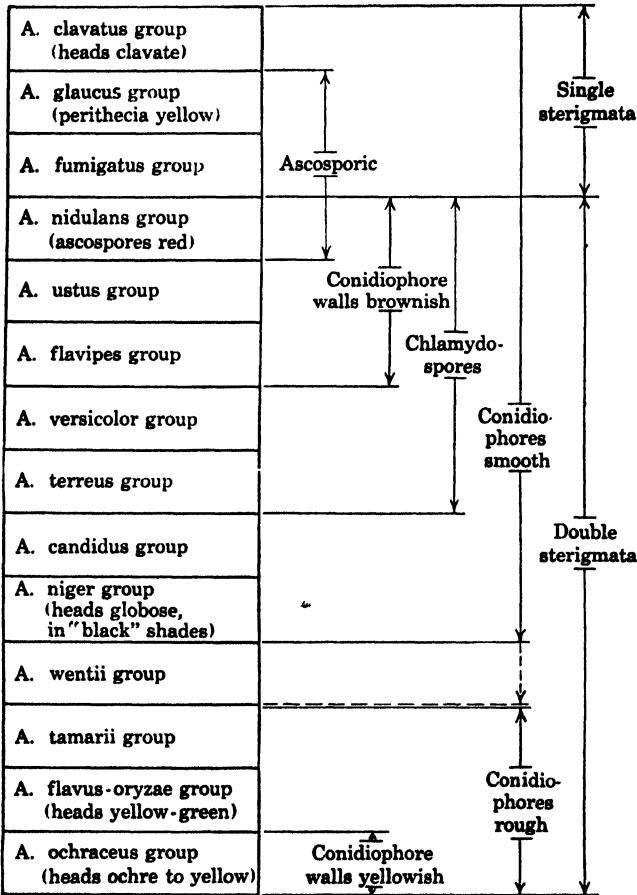 A. clavatus group
(heads clavate)
A. glaucus group
(perithecia yellow)
A. fumigatus group
A. nidulans group
(ascospores red)
A. ustus group
A. flavipes group
A. versicolor group
A. terreus group
A. candidus group
A. niger group
(heads globose,
in "black" shades)
A. wentii group
A. tamarii group
A. flavus-oryzae group
(heads yellow-green)
A. ochraceus group
(heads ochre to yellow)
Ascosporic
Conidiophore
walls brownish
Chlamydo-
spores
Conidio-
phores
smooth
Single
sterigmata
Double
sterigmata
Conidio-
phores
rough
Conidiophore
walls yellowish